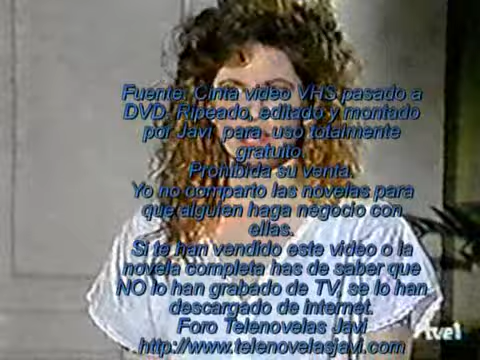 Fuente: Cinta video VHS pasado a
DVD. Ripeado, editado y montado
por Javi para uso totalmente
gratuito.
Prohibida su venta.
Yo no comparto las novelas para
que alguien haga negocio con
ellas.
Si te han vendido este video o la
novela completa has de saber que
NO lo han grabado de TV, se lo han
descargado de internet.
Foro Telenovelas Javi
http://www.telenovelasjavi.com
tve1